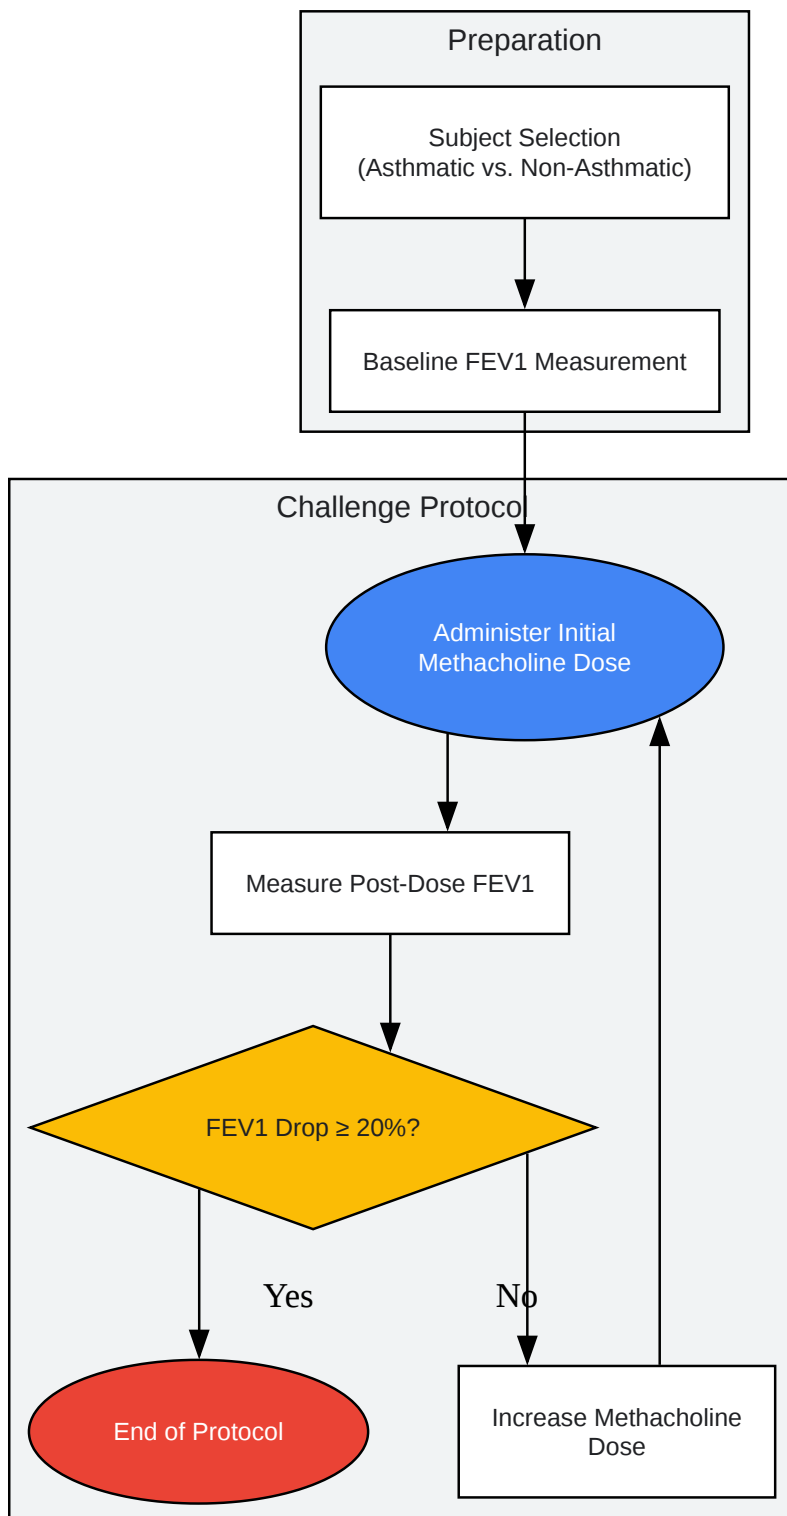 Preparation
Subject Selection
(Asthmatic vs. Non-Asthmatic)
Baseline FEV1 Measurement
Challenge Protocol
Administer Initial
Methacholine Dose
Measure Post-Dose FEV1
FEV1 Drop ≥ 20%?
Yes
No
End of Protocol
Increase Methacholine
Dose